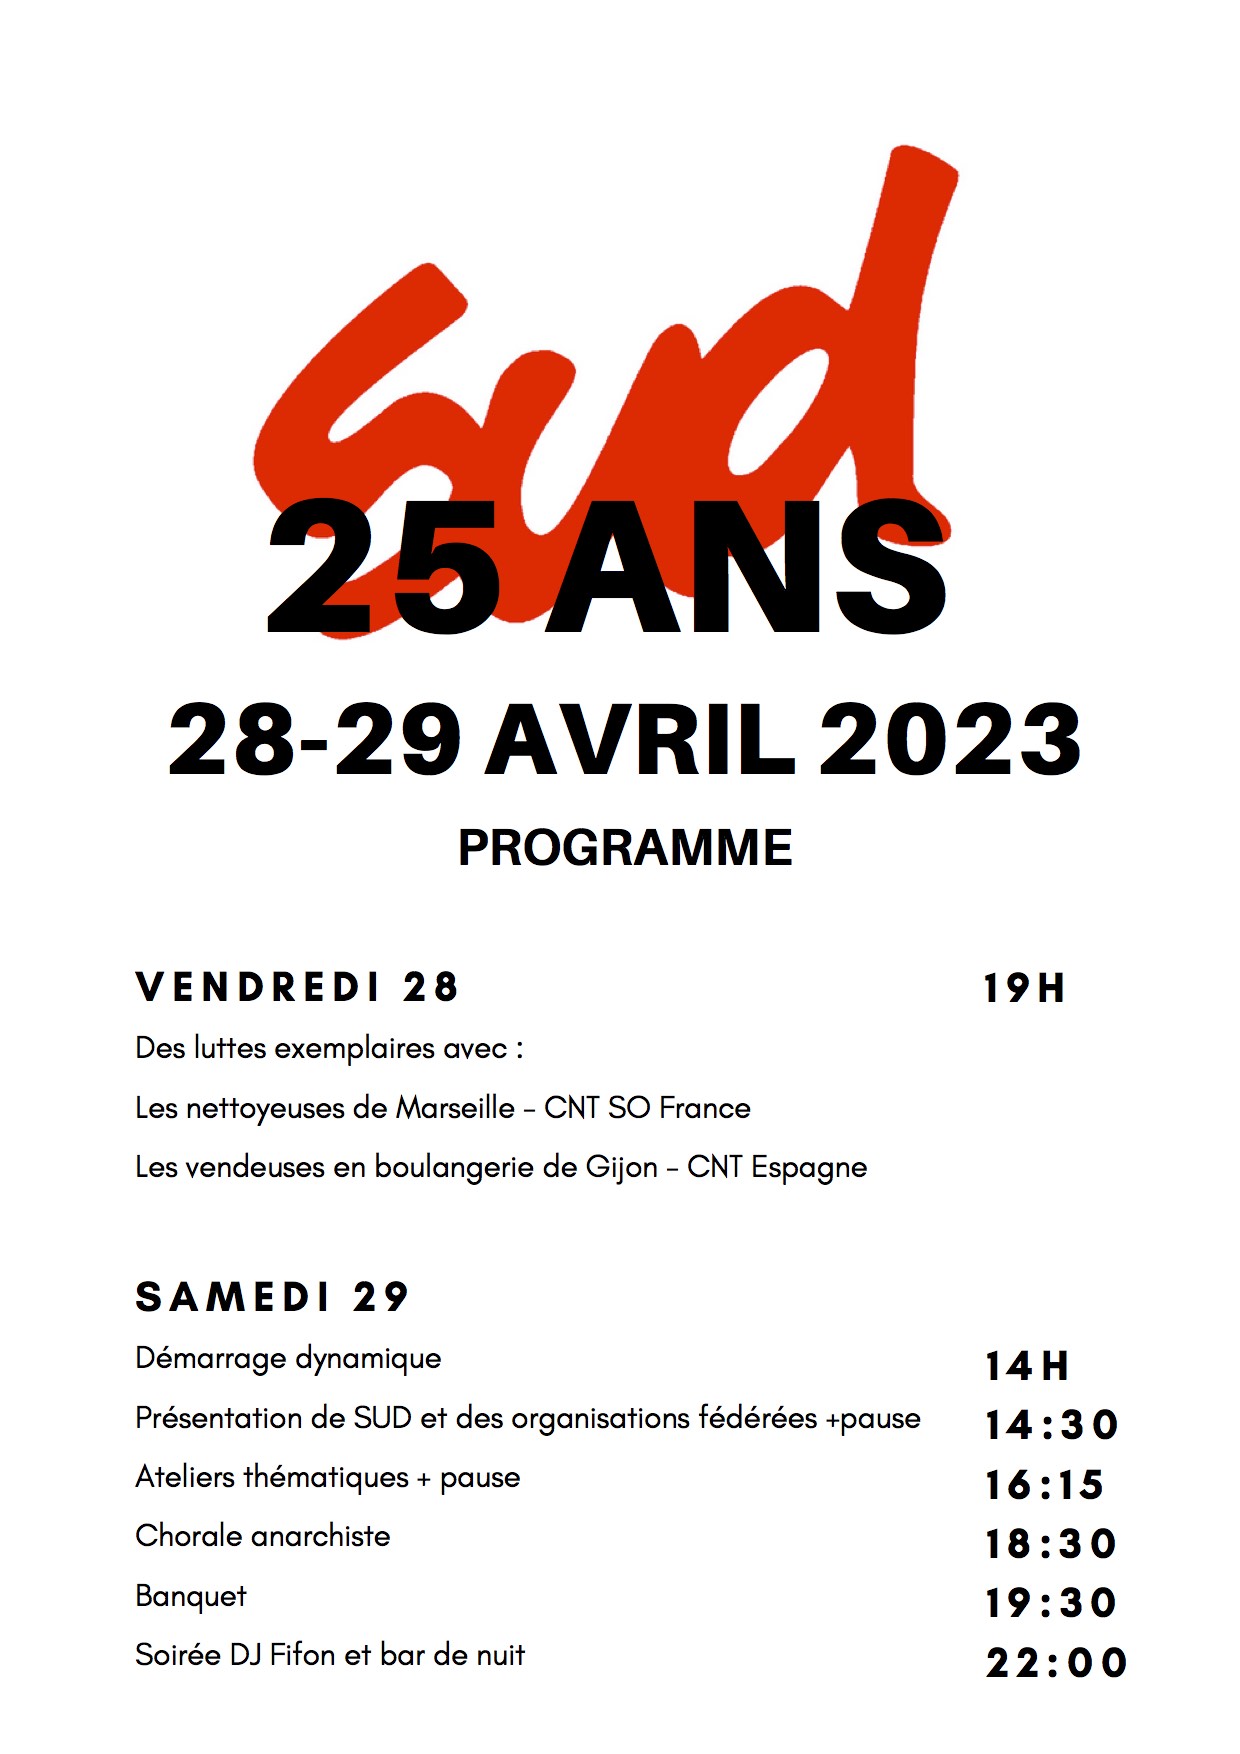 Sud
25 ANS
28-29 AVRIL 2023
PROGRAMME
VENDREDI 28 19H
Des luttes exemplaires avec :
Les nettoyeuses de Marseille - CNT SO France
Les vendeuses en boulangerie de Gijon - CNT Espagne
SAMEDI 29
Démarrage dynamique 14H
Présentation de SUD et des organisations fédérées +pause 14:30
Ateliers thématiques + pause 16:15
Chorale anarchiste 18:30
Banquet 19:30
Soirée DJ Fifon et bar de nuit 22:00